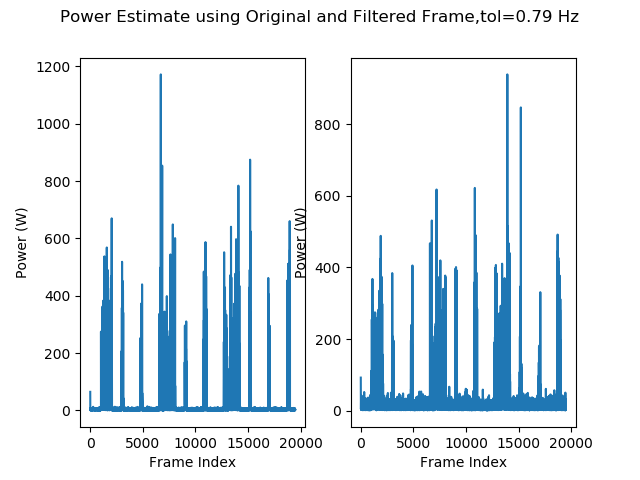 Power Estimate using Original and Filtered Frame,tol=0.79 Hz
Power (W)
1200
1000
800
600
400
200
0
0 5000 10000 15000 20000
Frame Index
Power (W)
800
600
400
200
0
0 5000 10000 15000 20000
Frame Index